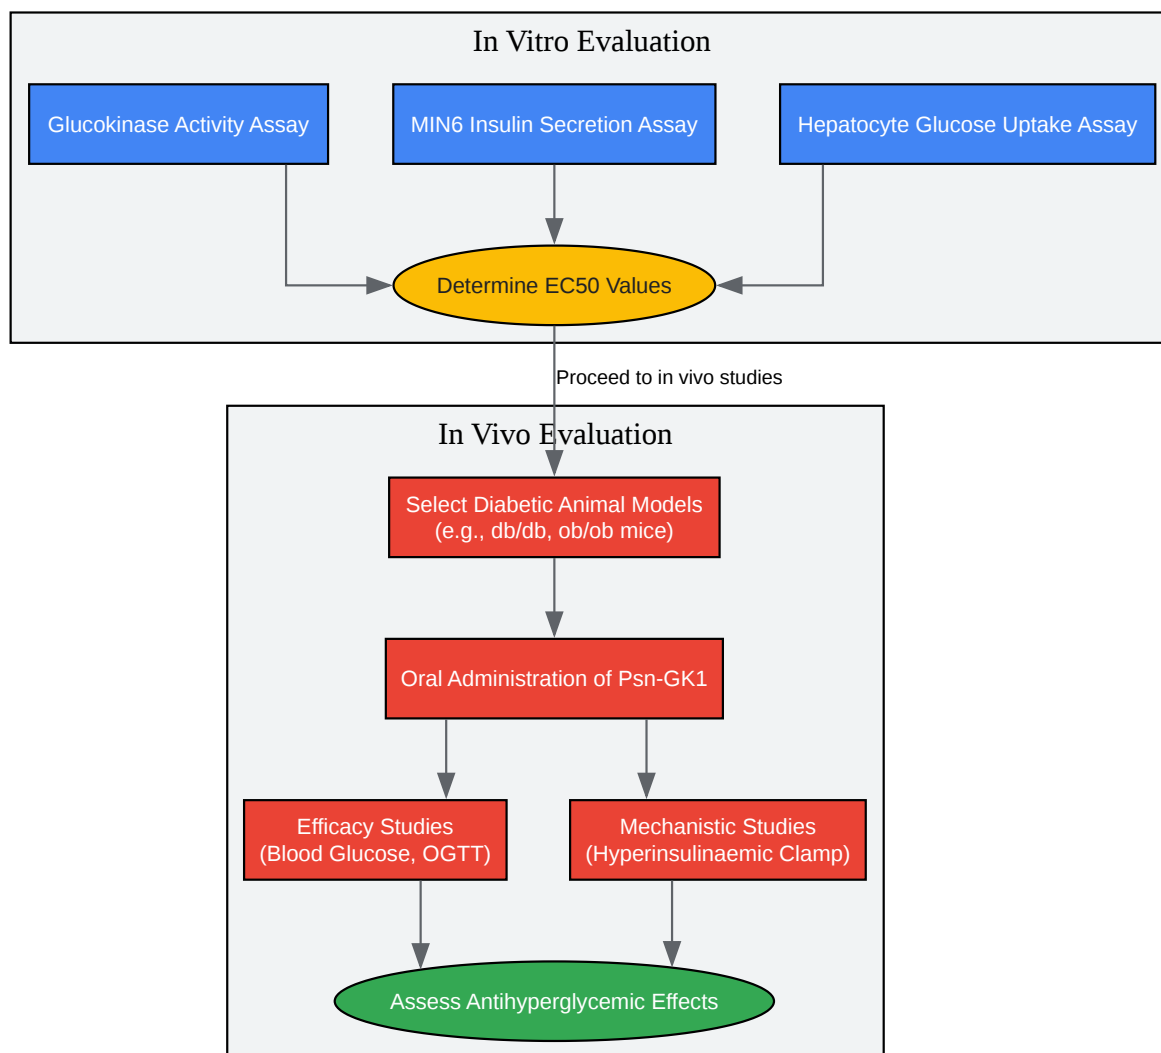 In Vitro Evaluation
Glucokinase Activity Assay
MIN6 Insulin Secretion Assay
Hepatocyte Glucose Uptake Assay
Determine EC50 Values
Proceed to in vivo studies
In Vivo Evaluation
Select Diabetic Animal Models
(e.g., db/db, ob/ob mice)
Oral Administration of Psn-GK1
Efficacy Studies
(Blood Glucose, OGTT)
Mechanistic Studies
(Hyperinsulinaemic Clamp)
Assess Antihyperglycemic Effects